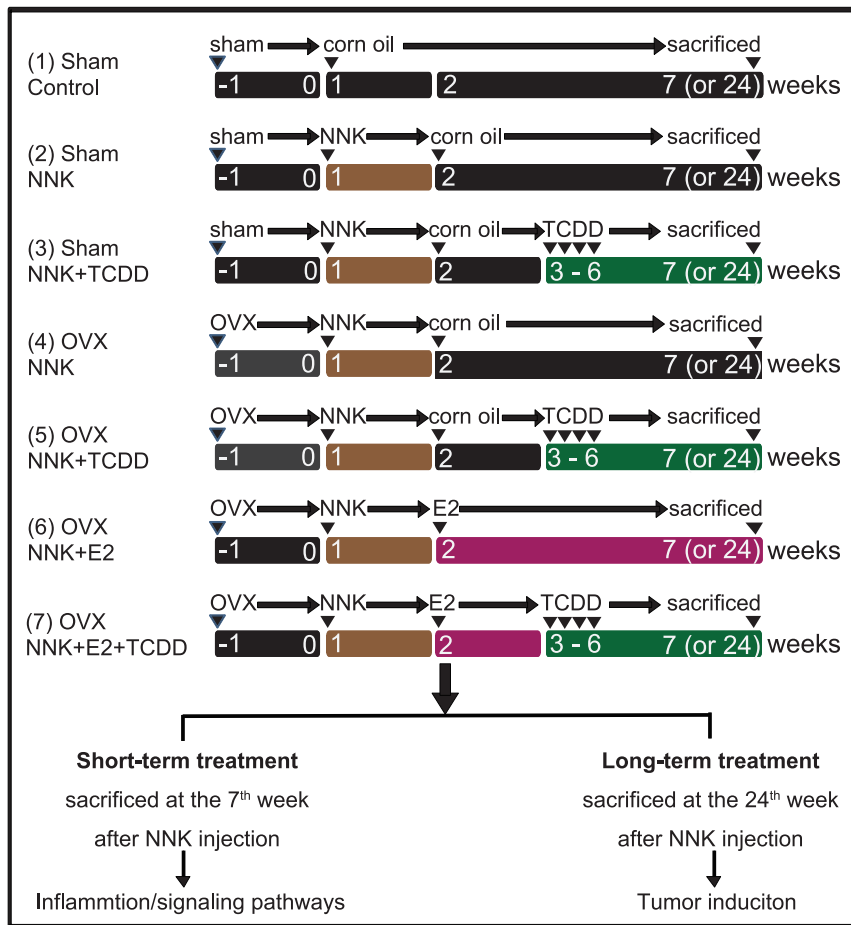 sham corn oil sacrificed
(1) Sham
Control
-1 0 1 2 7 (or 24) weeks
sham NNK corn oil sacrificed
(2) Sham
NNK
-1 0 1 2 7 (or 24) weeks
sham NNK corn oil TCDD sacrificed
(3) Sham
NNK+TCDD
-1 0 1 2 3 - 6 7 (or 24) weeks
OVX NNK corn oil sacrificed
(4) OVX
NNK
-1 0 1 2 7 (or 24) weeks
OVX NNK corn oil TCDD sacrificed
(5) OVX
NNK+TCDD
-1 0 1 2 3 - 6 7 (or 24) weeks
OVX NNK E2 sacrificed
(6) OVX
NNK+E2
-1 0 1 2 7 (or 24) weeks
OVX NNK E2 TCDD sacrificed
(7) OVX
NNK+E2+TCDD
-1 0 1 2 3 - 6 7 (or 24) weeks
Short-term treatment
sacrificed at the 7th week
after NNK injection
Inflammtion/signaling pathways
Long-term treatment
sacrificed at the 24th week
after NNK injection
Tumor induciton